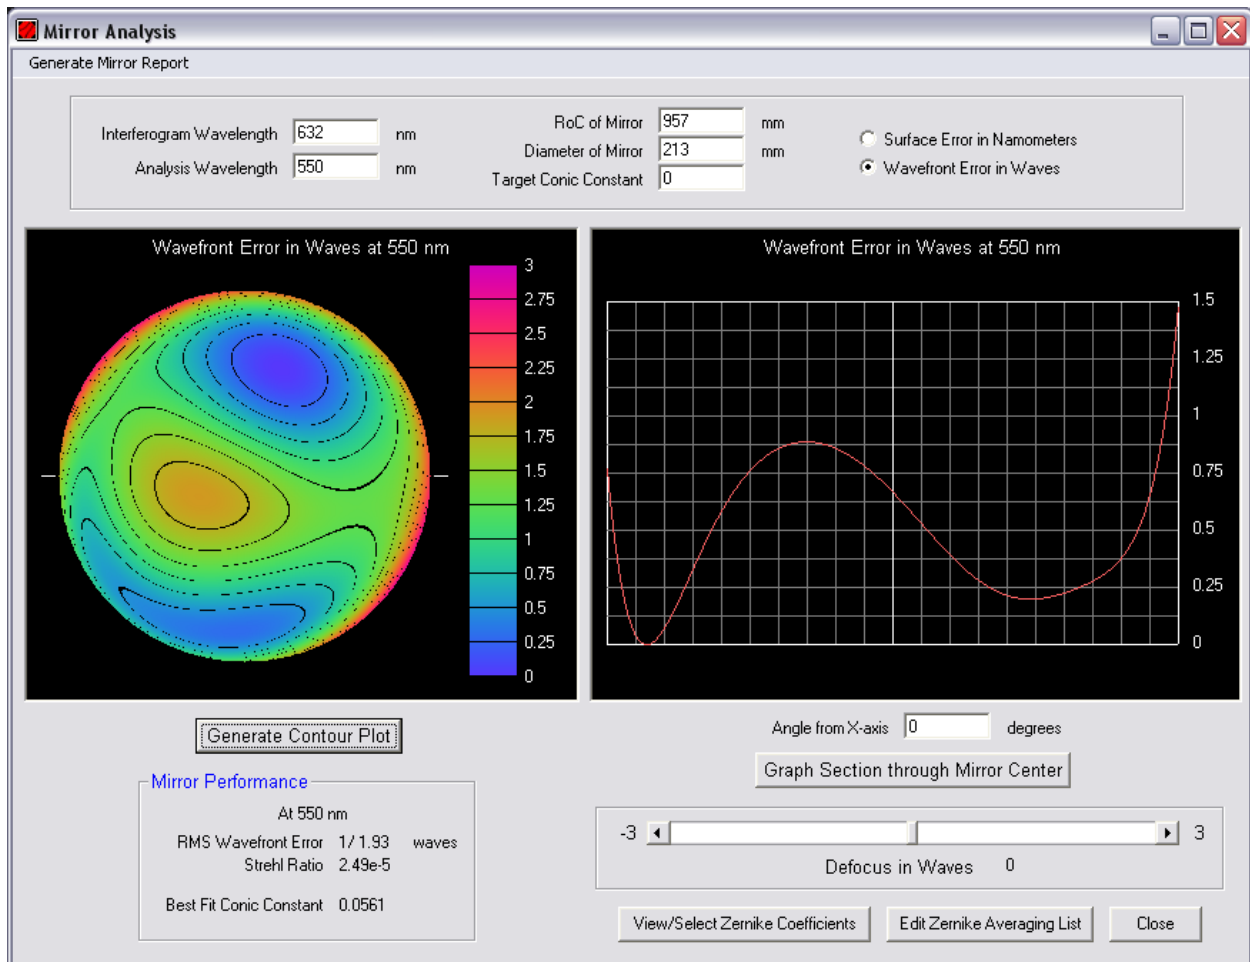 Mirror Analysis
Generate Mirror Report
Interferogram Wavelength 632 nm
Analysis Wavelength 550 nm
RoC of Mirror 957 mm
Diameter of Mirror 213 mm
Target Conic Constant 0
Surface Error in Namometers
Wavefront Error in Waves
Wavefront Error in Waves at 550 nm
3
2.75
2.5
2.25
2
1.75
1.5
1.25
1
0.75
0.5
0.25
0
Wavefront Error in Waves at 550 nm
1.5
1.25
1
0.75
0.5
0.25
0
Generate Contour Plot
Mirror Performance
At 550 nm
RMS Wavefront Error 1/ 1.93 waves
Strehl Ratio 2.49e-5
Best Fit Conic Constant 0.0561
Angle from X-axis 0 degrees
Graph Section through Mirror Center
-3 3
Defocus in Waves 0
View/Select Zernike Coefficients Edit Zernike Averaging List Close